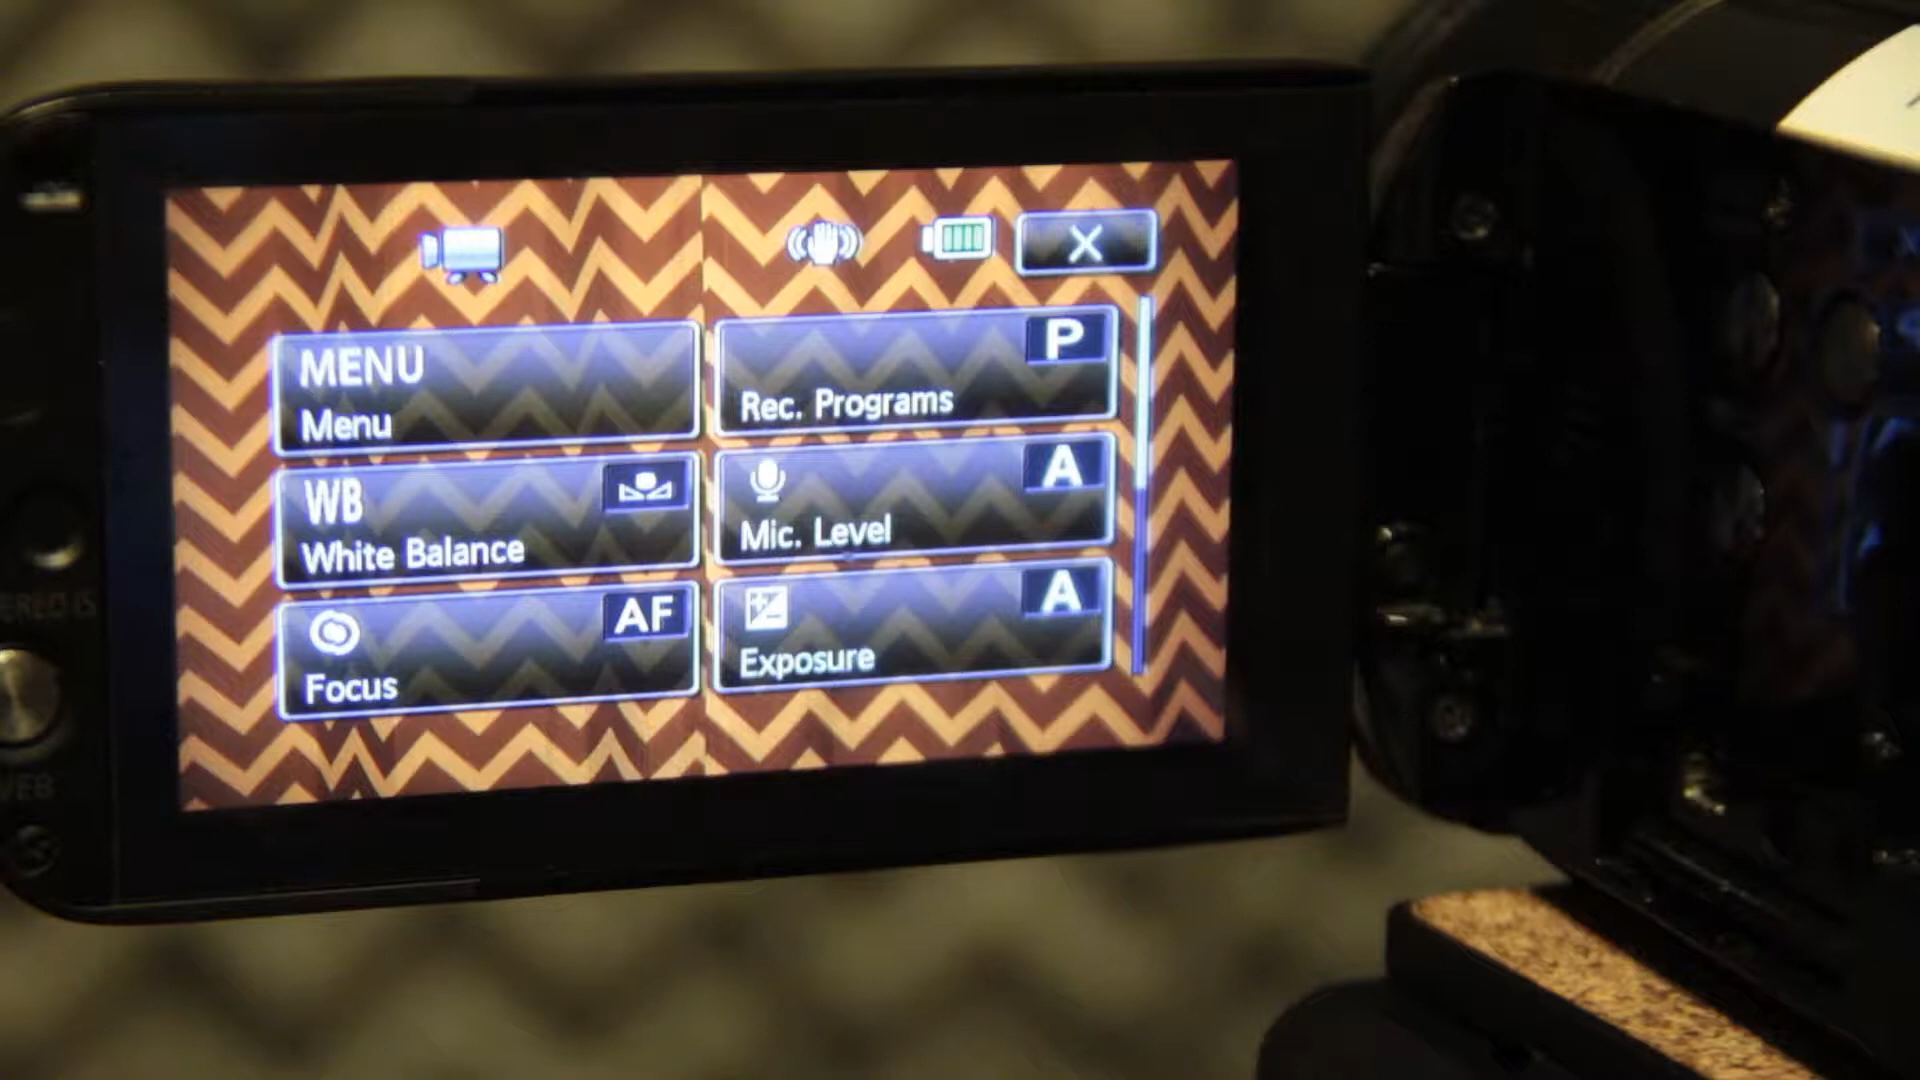 X
MENU
Menu
P
Rec. Programs
WB
White Balance
A
Mic. Level
AF
Focus
A
Exposure